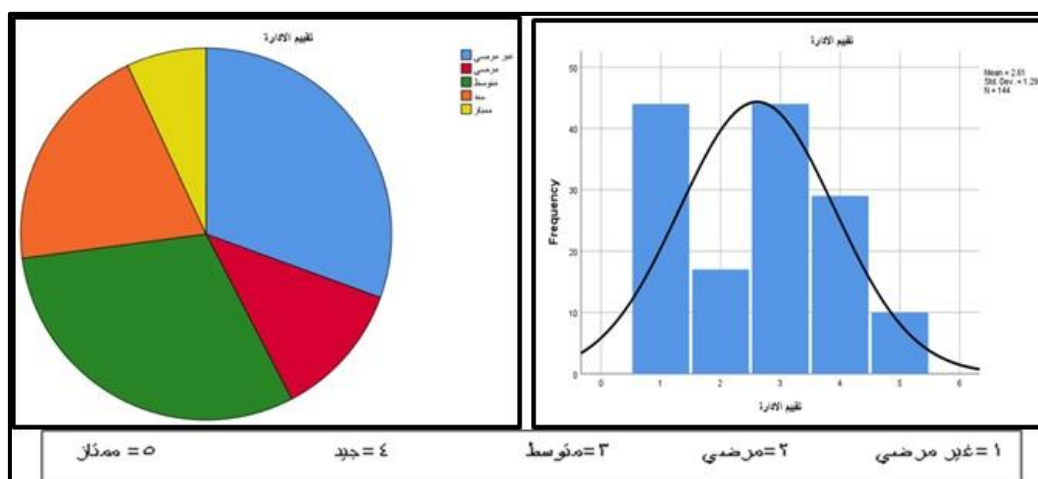 تقييم الادارة
غير مرضي
مرضي
متوسط
جيد
ممتاز
تقييم الادارة
Mean = 2.61
Std. Dev. = 1.29
N = 144
Frequency
50
40
30
20
10
0
0 1 2 3 4 5 6
تقييم الادارة
١=غير مرضي ٢=مرضي ٣=متوسط ٤=جيد ٥= ممتاز